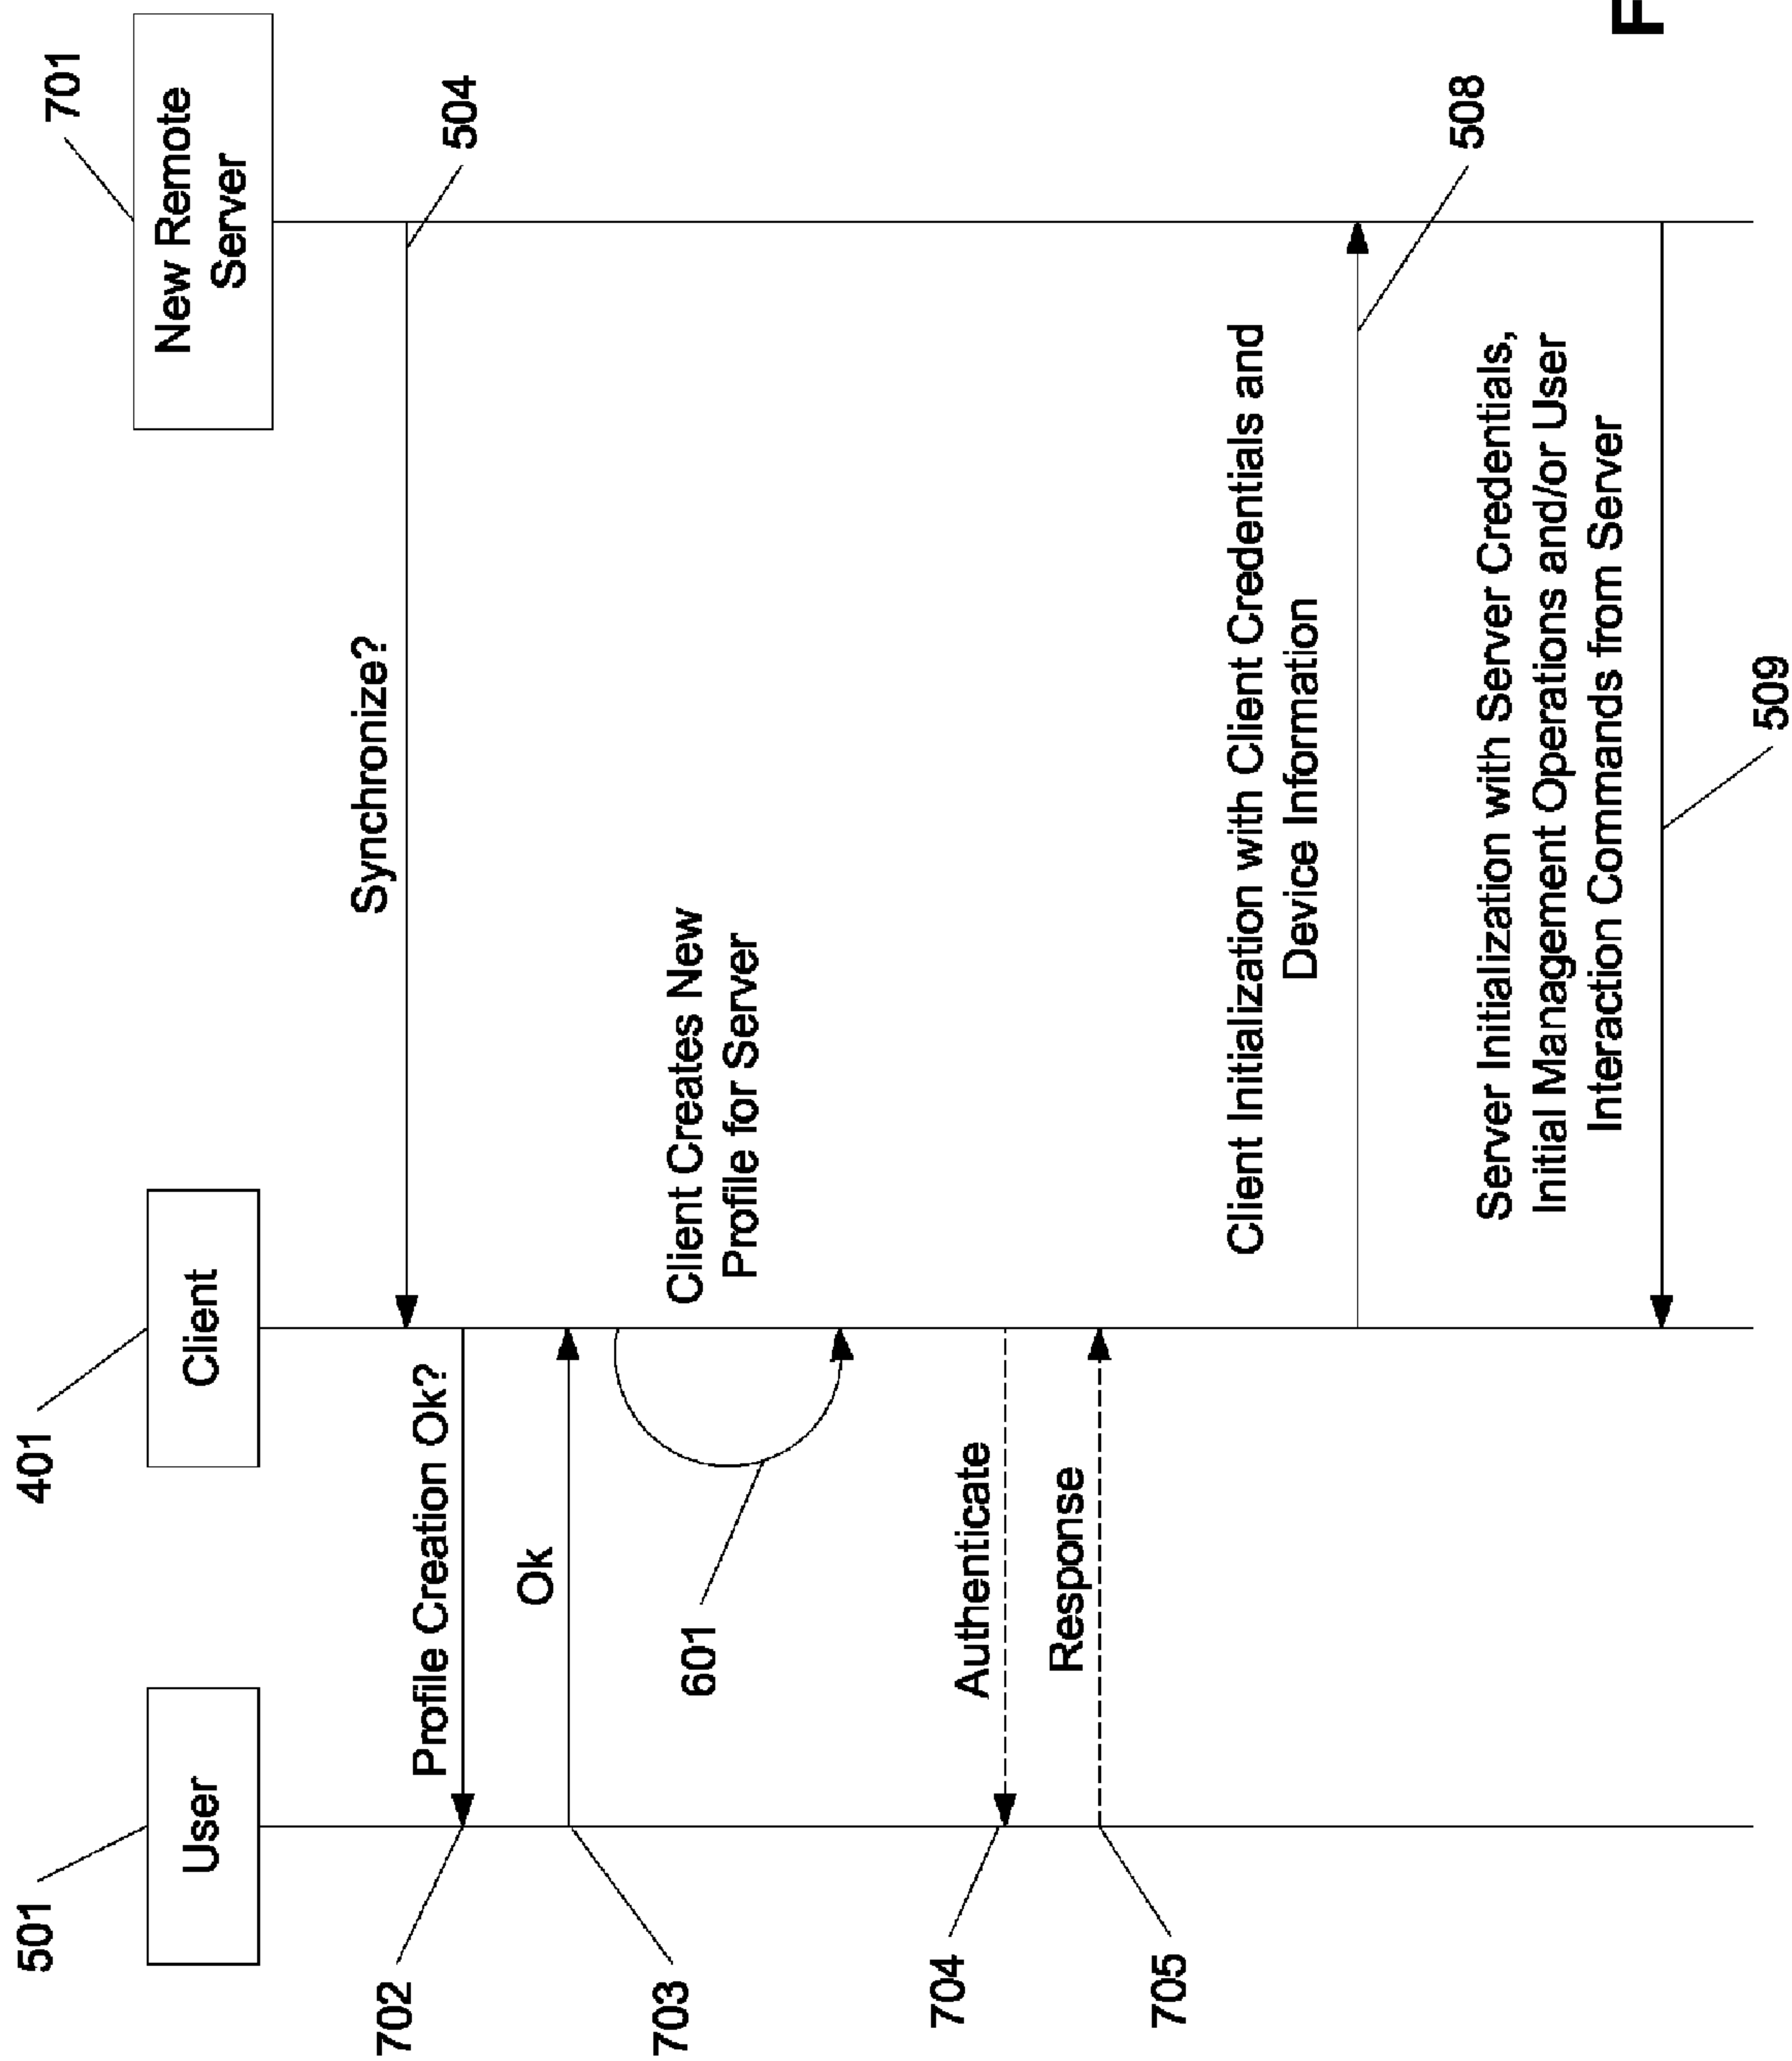 501
User
401
Client
701
New Remote
Server
Synchronize?
504
702
Profile Creation Ok?
703
Ok
601
Client Creates New
Profile for Server
704
Authenticate
705
Response
Client Initialization with Client Credentials and
Device Information
508
Server Initialization with Server Credentials,
Initial Management Operations and/or User
Interaction Commands from Server
509
F